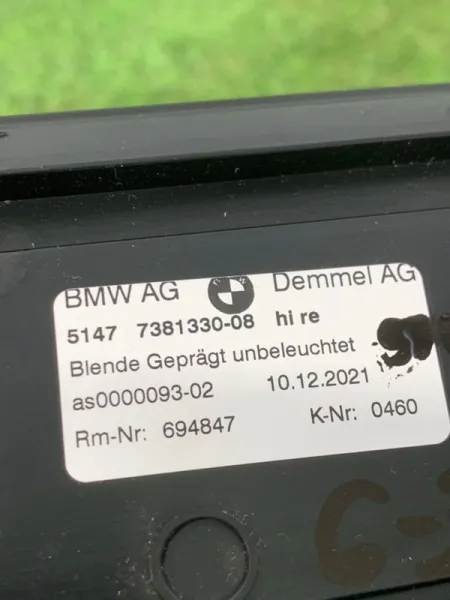 BMW AG Demmel AG
5147 7381330-08 hi re
Blende Geprägt unbeleuchtet
as0000093-02 10.12.2021
Rm-Nr: 694847 K-Nr: 0460